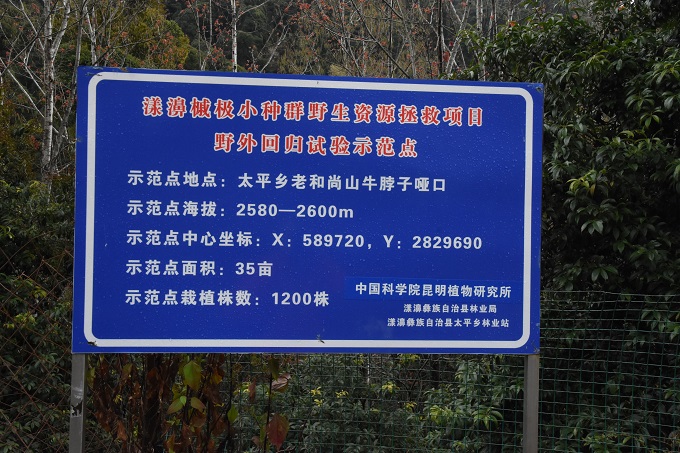 漾濞槭极小种群野生资源拯救项目
野外回归试验示范点
示范点地点：太平乡老和尚山牛脖子哑口
示范点海拔：2580—2600m
示范点中心坐标：X：589720，Y：2829690
示范点面积：35亩
示范点栽植株数：1200株
中国科学院昆明植物研究所
漾濞彝族自治县林业局
漾濞彝族自治县太平乡林业站